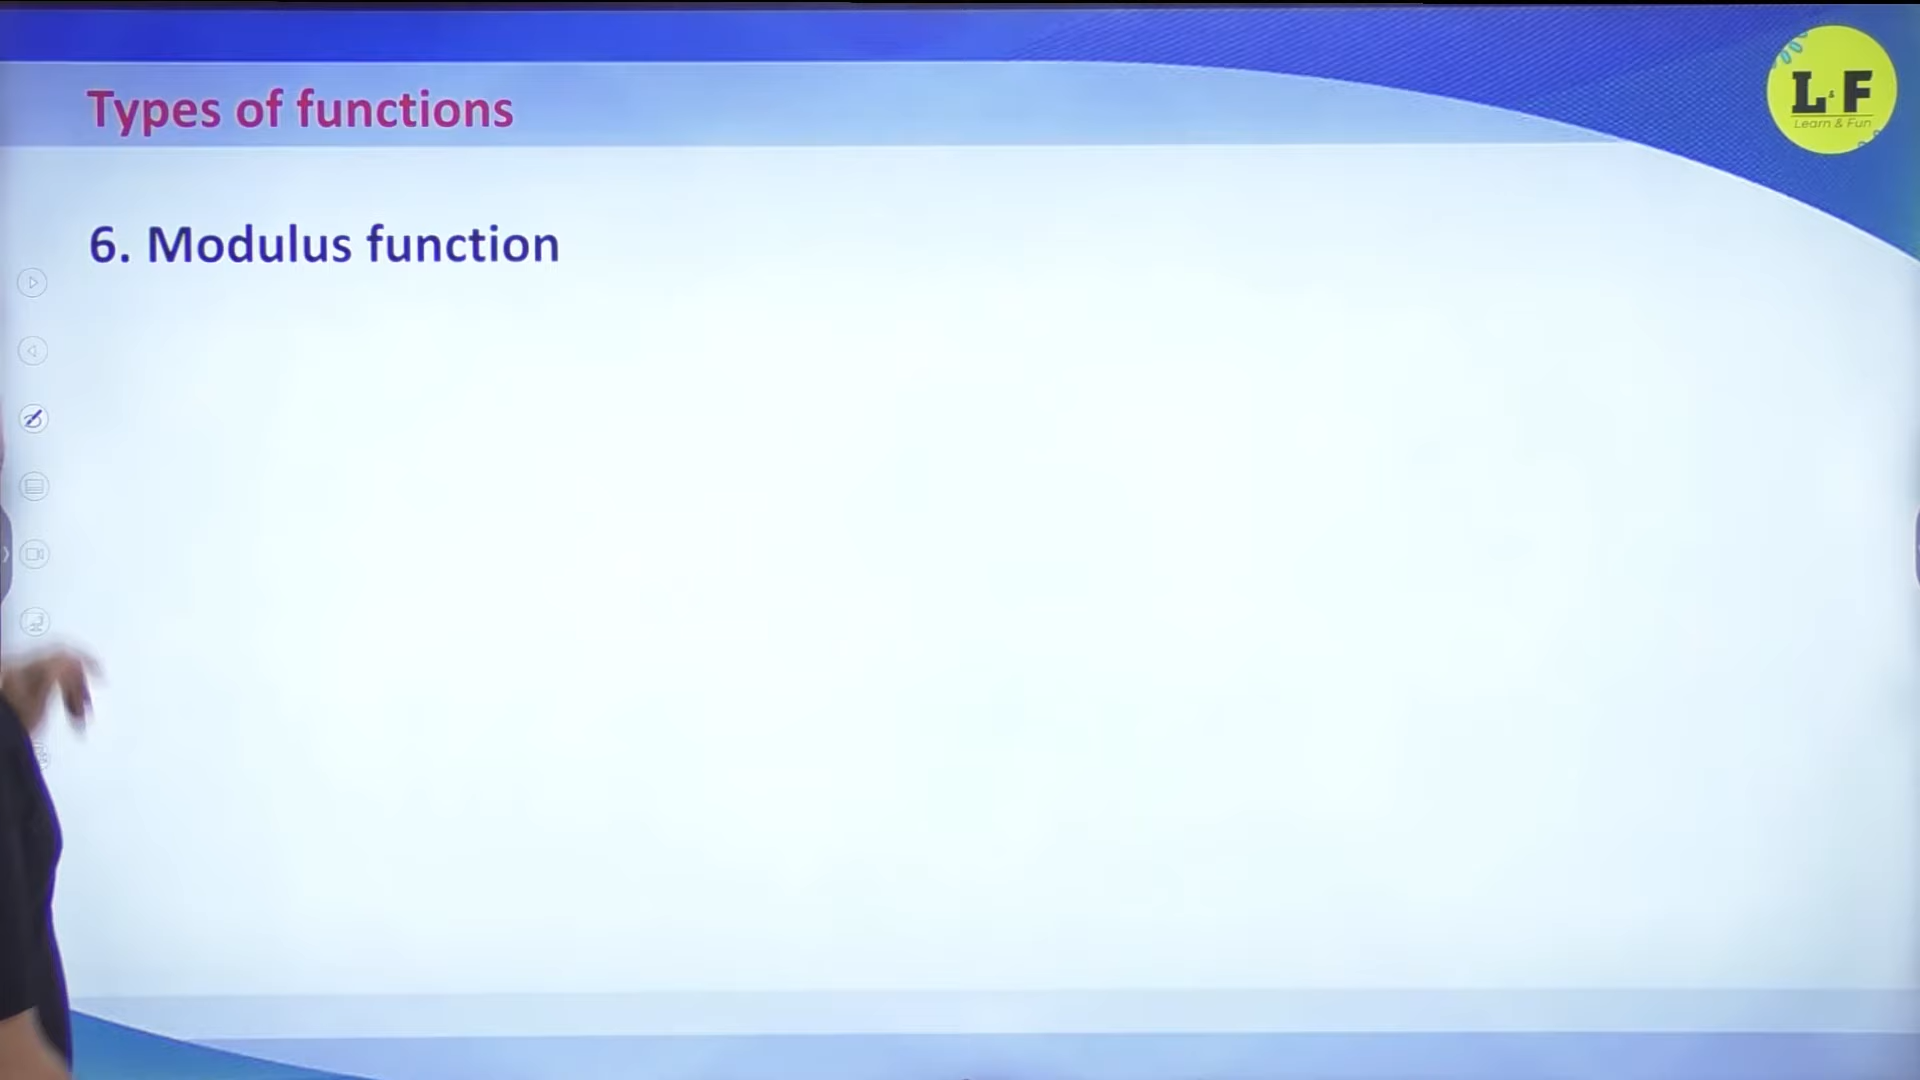 Types of functions
L & F
Learn & Fun
6. Modulus function